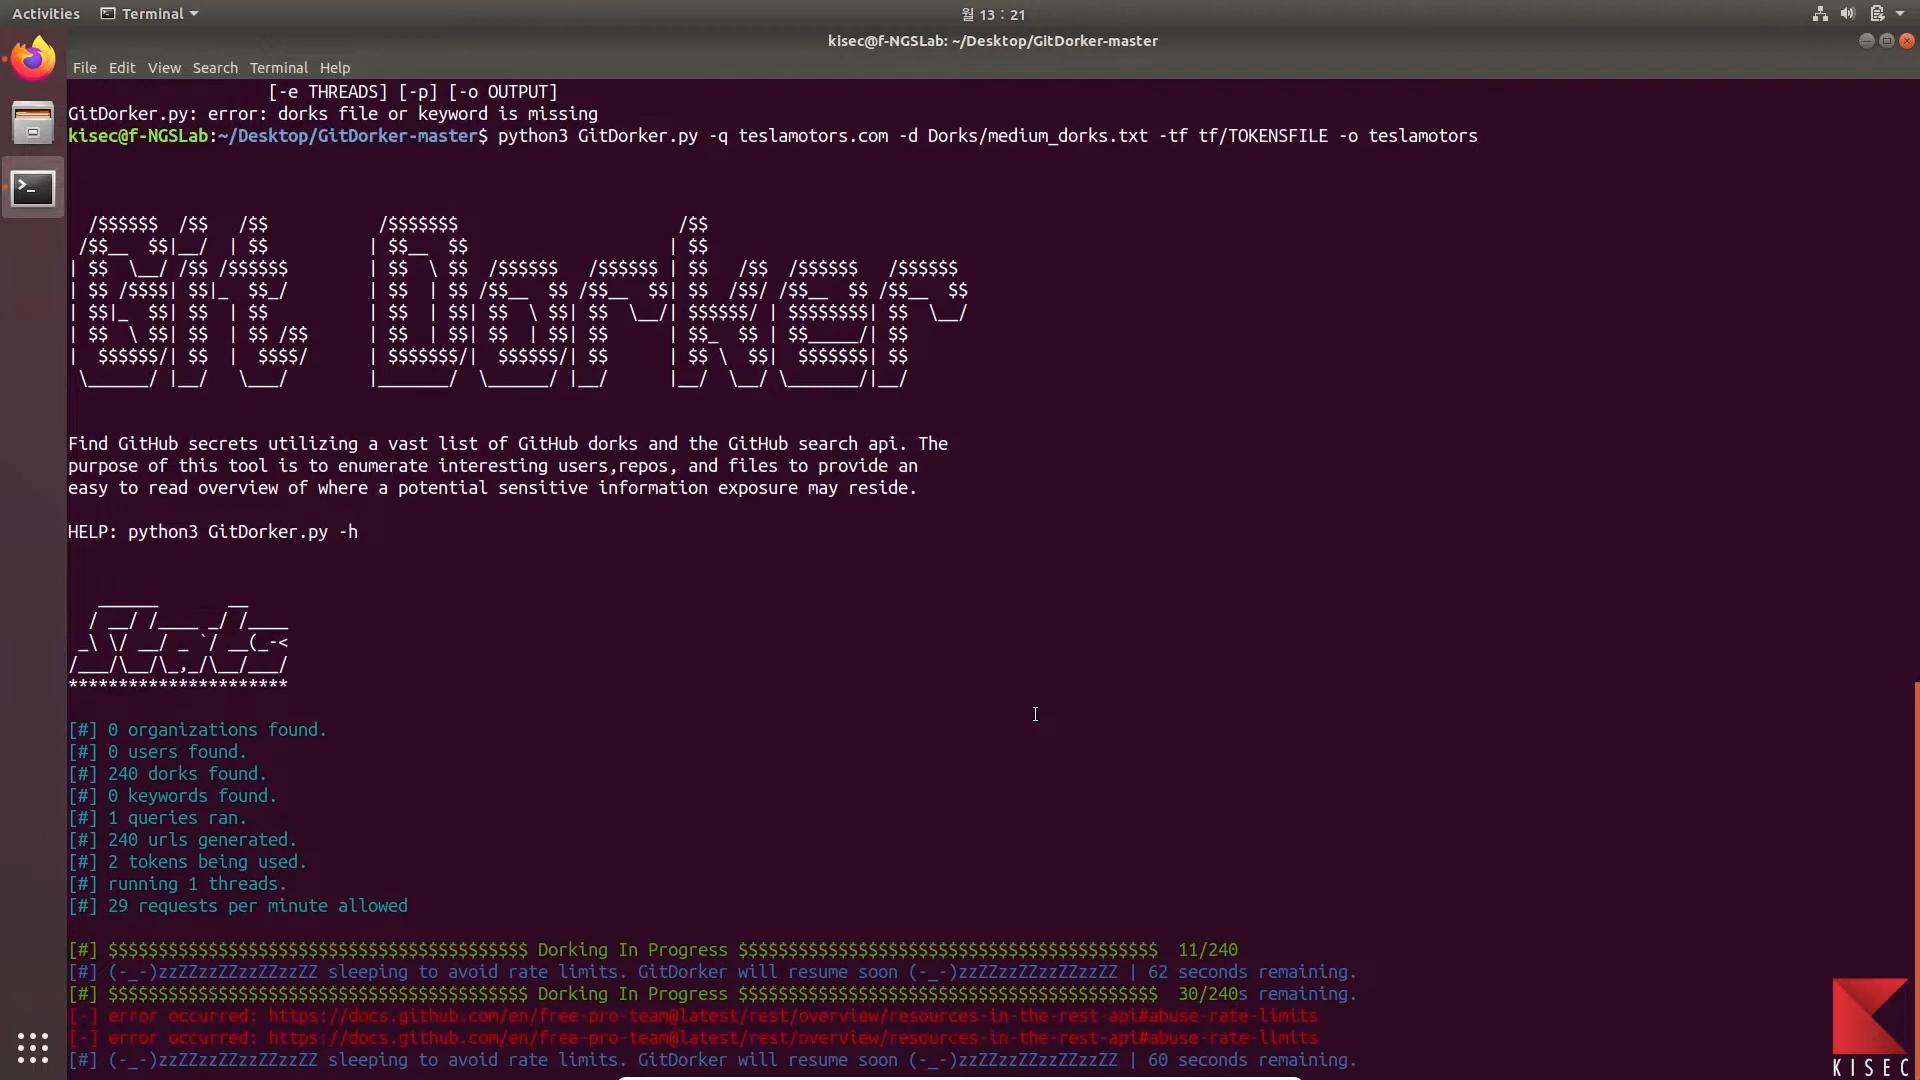 Activities Terminal 월 13 : 21
kisec@f-NGSLab: ~/Desktop/GitDorker-master
File Edit View Search Terminal Help
[-e THREADS] [-p] [-o OUTPUT]
GitDorker.py: error: dorks file or keyword is missing
kisec@f-NGSLab:~/Desktop/GitDorker-master$ python3 GitDorker.py -q teslamotors.com -d Dorks/medium_dorks.txt -tf tf/TOKENSFILE -o teslamotors
Git Dorker
Find GitHub secrets utilizing a vast list of GitHub dorks and the GitHub search api. The
purpose of this tool is to enumerate interesting users,repos, and files to provide an
easy to read overview of where a potential sensitive information exposure may reside.
HELP: python3 GitDorker.py -h
Stats
**********************
[#] 0 organizations found.
[#] 0 users found.
[#] 240 dorks found.
[#] 0 keywords found.
[#] 1 queries ran.
[#] 240 urls generated.
[#] 2 tokens being used.
[#] running 1 threads.
[#] 29 requests per minute allowed
[#] $$$$$$$$$$$$$$$$$$$$$$$$$$$$$$$$$$$$$$$$$$ Dorking In Progress $$$$$$$$$$$$$$$$$$$$$$$$$$$$$$$$$$$$$$$$$$  11/240
[#] (-_-)zzZZzzZZzzZZzzZZ sleeping to avoid rate limits. GitDorker will resume soon (-_-)zzZZzzZZzzZZzzZZ | 62 seconds remaining.
[#] $$$$$$$$$$$$$$$$$$$$$$$$$$$$$$$$$$$$$$$$$$ Dorking In Progress $$$$$$$$$$$$$$$$$$$$$$$$$$$$$$$$$$$$$$$$$$  30/240s remaining.
[-] error occurred: https://docs.github.com/en/free-pro-team@latest/rest/overview/resources-in-the-rest-api#abuse-rate-limits
[-] error occurred: https://docs.github.com/en/free-pro-team@latest/rest/overview/resources-in-the-rest-api#abuse-rate-limits
[#] (-_-)zzZZzzZZzzZZzzZZ sleeping to avoid rate limits. GitDorker will resume soon (-_-)zzZZzzZZzzZZzzZZ | 60 seconds remaining.
KISEC